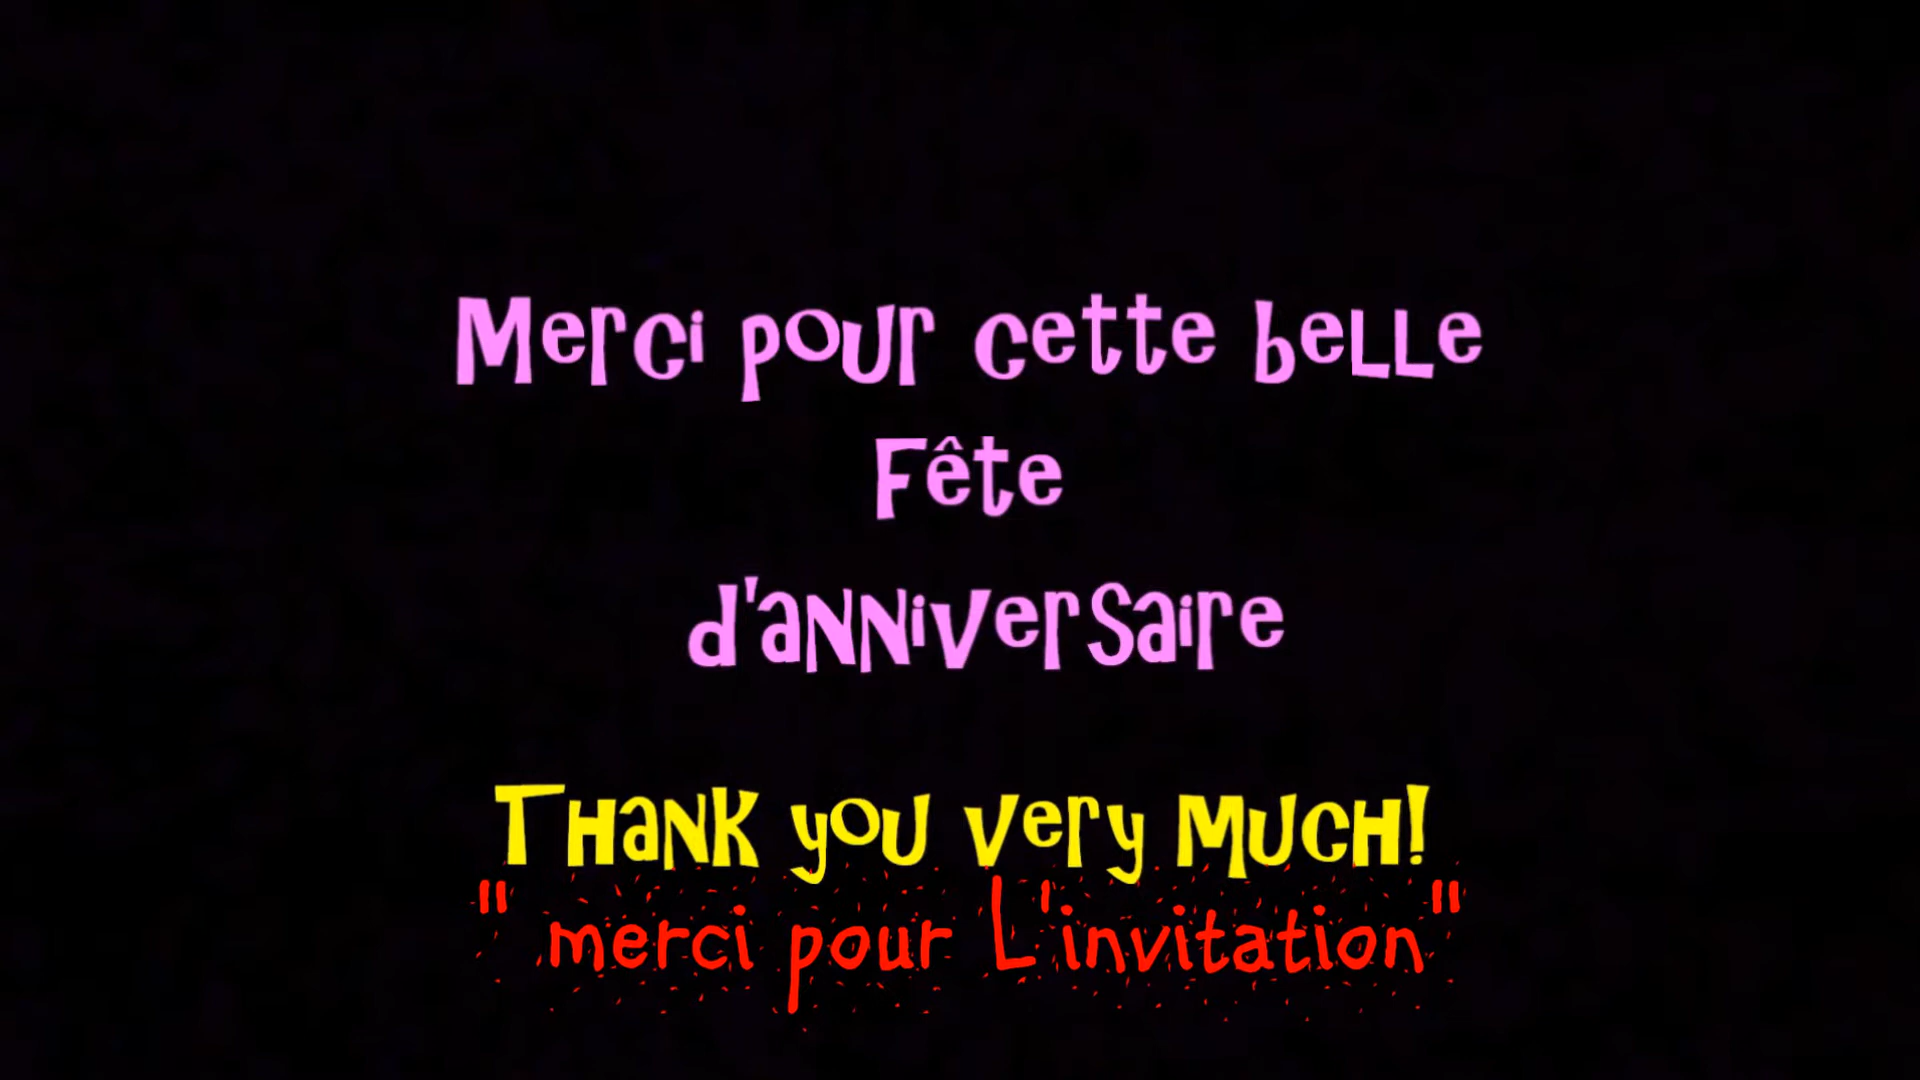 Merci pour cette belle
Fête
d'anniversaire
Thank you very much!
" merci pour L'invitation"